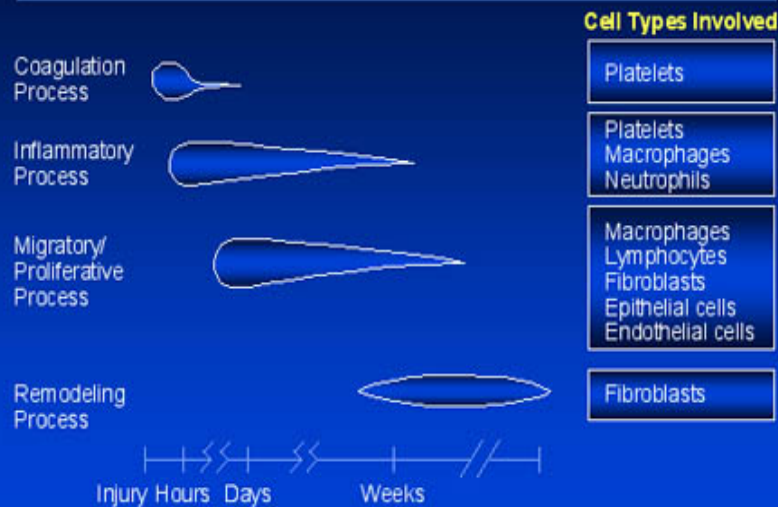 Cell Types Involved
Coagulation
Process
Platelets
Inflammatory
Process
Platelets
Macrophages
Neutrophils
Migratory/
Proliferative
Process
Macrophages
Lymphocytes
Fibroblasts
Epithelial cells
Endothelial cells
Remodeling
Process
Fibroblasts
Injury Hours Days Weeks